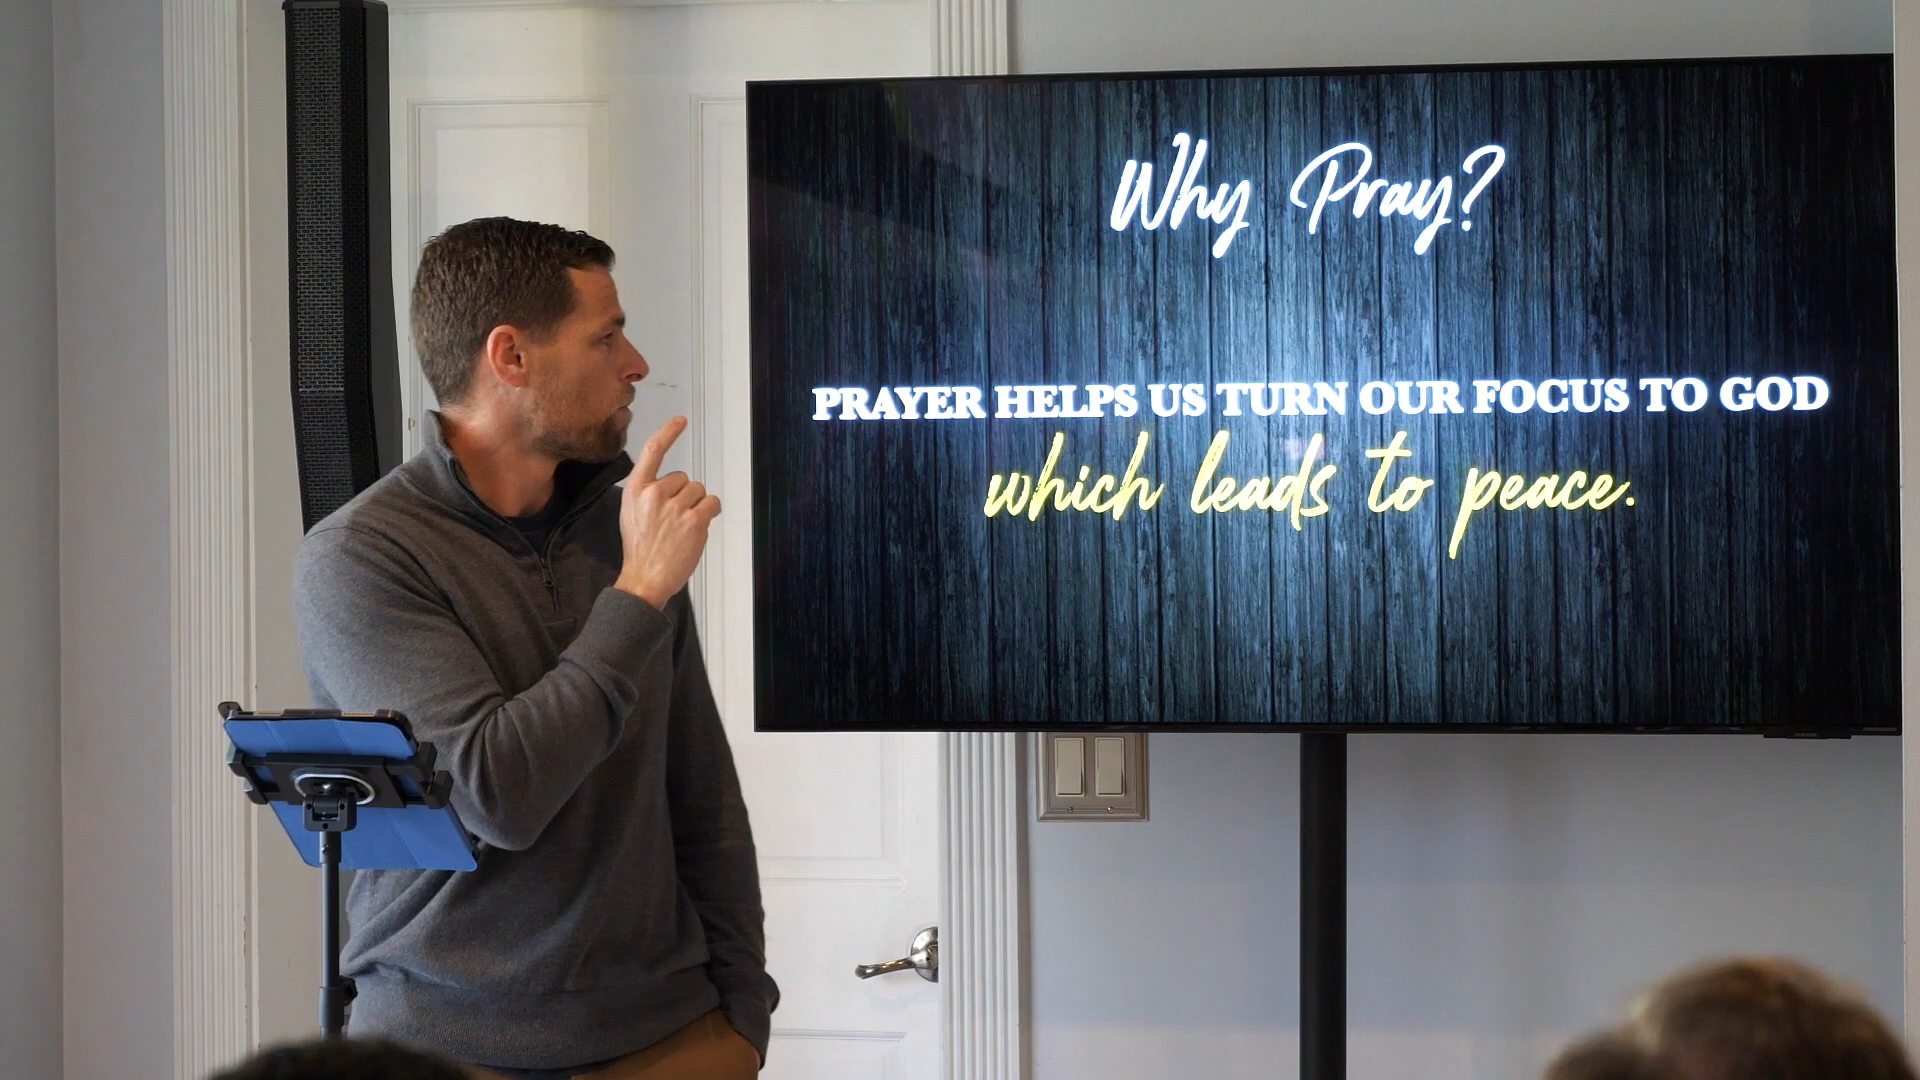 Why Pray?
PRAYER HELPS US TURN OUR FOCUS TO GOD
which leads to peace.